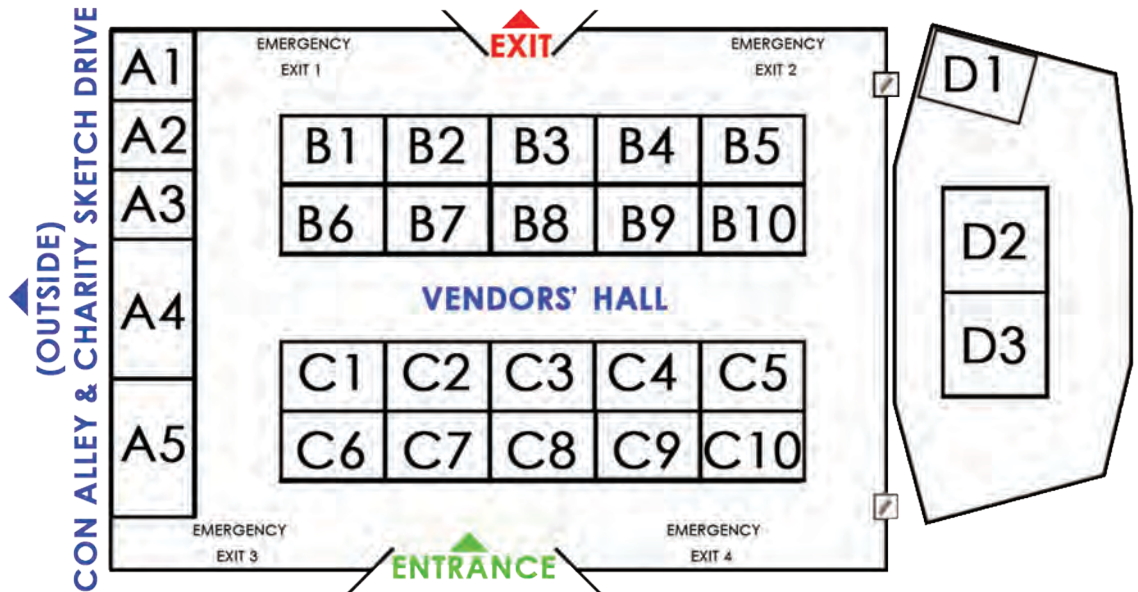 (OUTSIDE)
CON ALLEY & CHARITY SKETCH DRIVE
EXIT
EMERGENCY
EXIT 1
EMERGENCY
EXIT 2
A1
A2
A3
A4
A5
B1 B2 B3 B4 B5
B6 B7 B8 B9 B10
VENDORS' HALL
C1 C2 C3 C4 C5
C6 C7 C8 C9 C10
EMERGENCY
EXIT 3
ENTRANCE
EMERGENCY
EXIT 4
D1
D2
D3